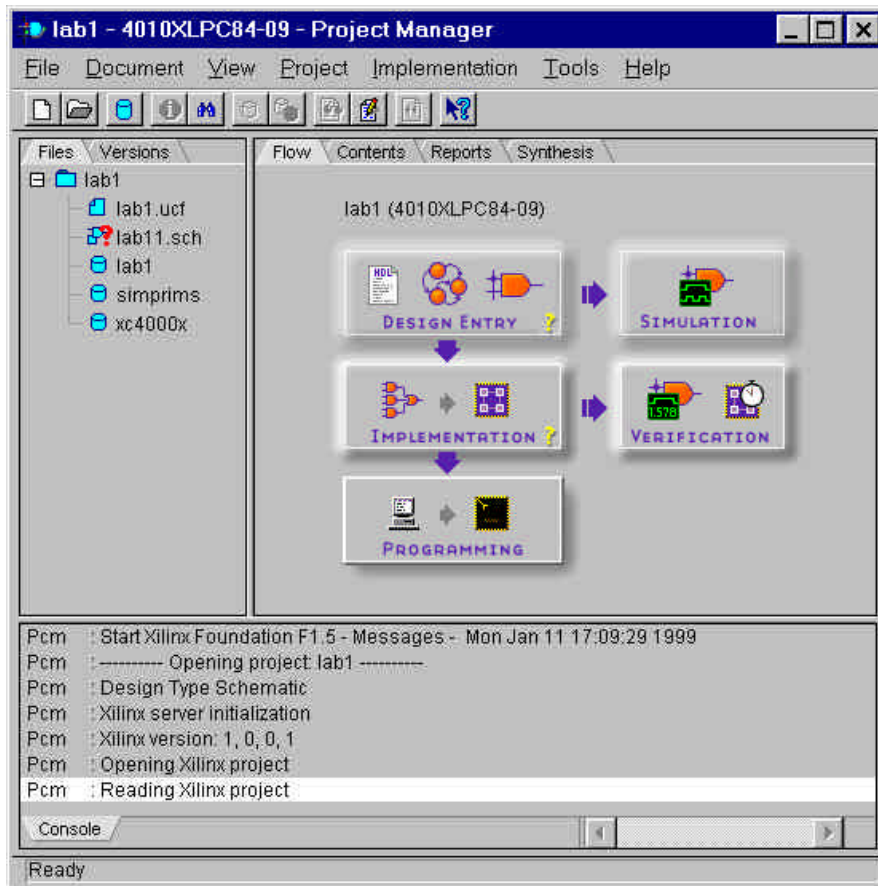 lab1 - 4010XLPC84-09 - Project Manager
File Document View Project Implementation Tools Help
Files Versions
Flow Contents Reports Synthesis
lab1
lab1.ucf
lab11.sch
lab1
simprims
xc4000x
lab1 (4010XLPC84-09)
HDL
DESIGN ENTRY ?
SIMULATION
IMPLEMENTATION ?
1.578
VERIFICATION
PROGRAMMING
Pcm : Start Xilinx Foundation F1.5 - Messages - Mon Jan 11 17:09:29 1999
Pcm : ---------- Opening project: lab1 ----------
Pcm : Design Type Schematic
Pcm : Xilinx server initialization
Pcm : Xilinx version: 1, 0, 0, 1
Pcm : Opening Xilinx project
Pcm : Reading Xilinx project
Console
Ready